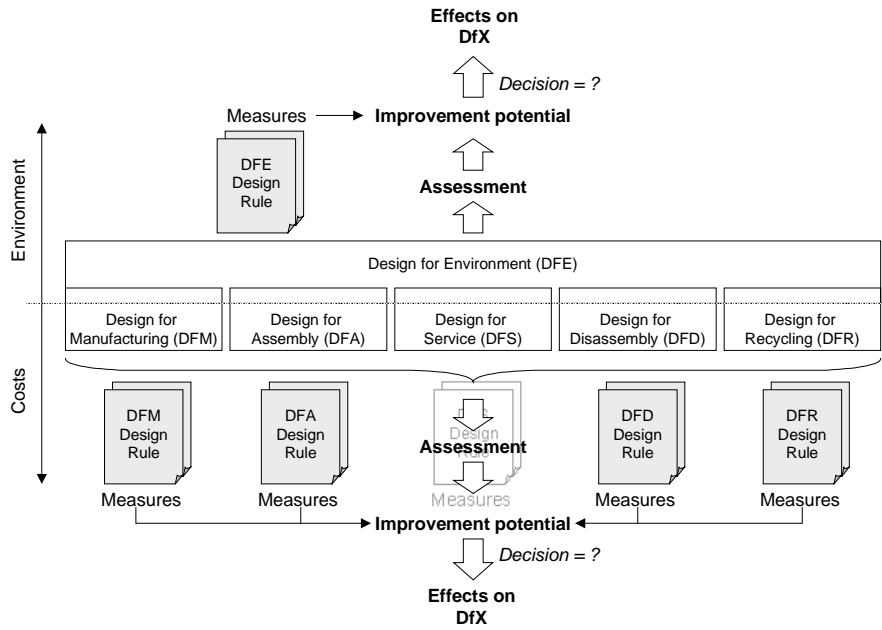 Effects on
DfX
Decision = ?
Measures
Improvement potential
DFE
Design
Rule
Assessment
Environment
Design for Environment (DFE)
Design for
Manufacturing (DFM)
Design for
Assembly (DFA)
Design for
Service (DFS)
Design for
Disassembly (DFD)
Design for
Recycling (DFR)
Costs
DFM
Design
Rule
Measures
DFA
Design
Rule
Measures
Design
Rule
Measures
Assessment
DFD
Design
Rule
Measures
DFR
Design
Rule
Measures
Improvement potential
Decision = ?
Effects on
DfX